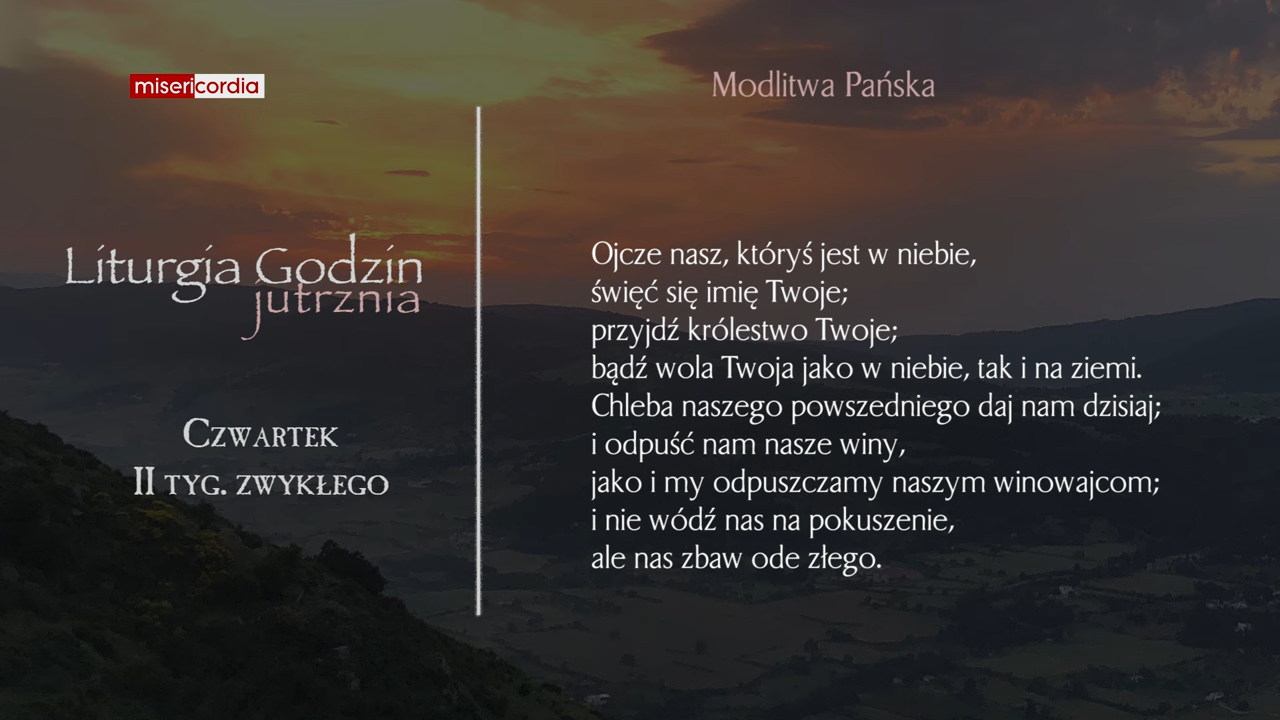 misericordia
Liturgia Godzin
jutrznia
Czwartek
II tyg. zwykłego
Modlitwa Pańska
Ojcze nasz, któryś jest w niebie,
święć się imię Twoje;
przyjdź królestwo Twoje;
bądź wola Twoja jako w niebie, tak i na ziemi.
Chleba naszego powszedniego daj nam dzisiaj;
i odpuść nam nasze winy,
jako i my odpuszczamy naszym winowajcom;
i nie wódź nas na pokuszenie,
ale nas zbaw ode złego.